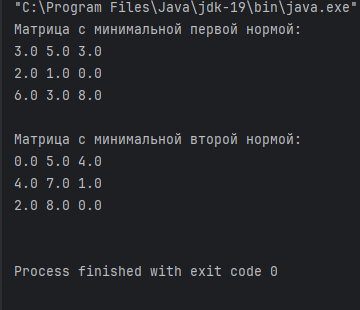 "C:\Program Files\Java\jdk-19\bin\java.exe"
Матрица с минимальной первой нормой:
3.0 5.0 3.0
2.0 1.0 0.0
6.0 3.0 8.0
Матрица с минимальной второй нормой:
0.0 5.0 4.0
4.0 7.0 1.0
2.0 8.0 0.0
Process finished with exit code 0